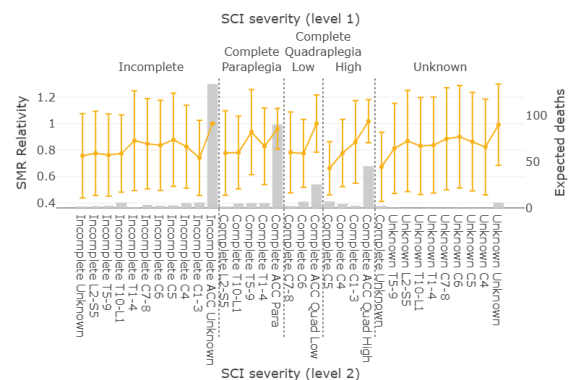 SCI severity (level 1)
Complete
Complete Quadraplegia
Incomplete Paraplegia Low High Unknown
SMR Relativity
1.2
1
0.8
0.6
0.4
Expected deaths
100
50
0
Incomplete Unknown
Incomplete L2-S5
Incomplete T5-9
Incomplete T10-L1
Incomplete T1-4
Incomplete C7-8
Incomplete C6
Incomplete C5
Incomplete C4
Incomplete C1-3
Incomplete ACC Unknown
Complete L2-S5
Complete T10-L1
Complete T5-9
Complete T1-4
Complete ACC Para
Complete C7-8
Complete C6
Complete ACC Quad Low
Complete C5
Complete C4
Complete C1-3
Complete ACC Quad High
Complete Unknown
Unknown T5-9
Unknown L2-S5
Unknown T10-L1
Unknown T1-4
Unknown C7-8
Unknown C6
Unknown C5
Unknown C4
Unknown Unknown
SCI severity (level 2)